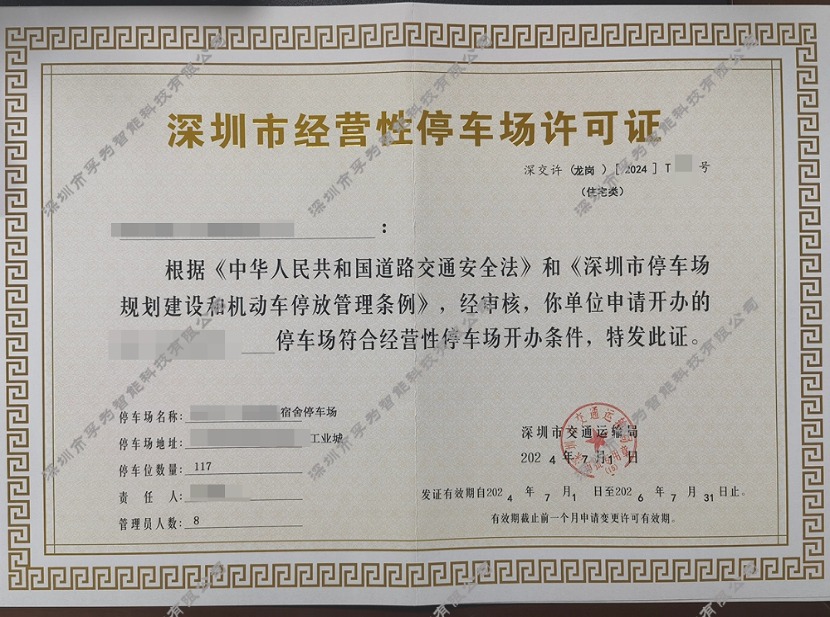 深圳市经营性停车场许可证
深交许（龙岗）[2024] T 号
（住宅类）
：
根据《中华人民共和国道路交通安全法》和《深圳市停车场
规划建设和机动车停放管理条例》，经审核，你单位申请开办的
停车场符合经营性停车场开办条件，特发此证。
停车场名称： 宿舍停车场
停车场地址： 工业城
停车位数量：117
责任人：
管理员人数：8
深圳市交通运输局
2024年7月1日
发证有效期自2024年7月1日至2026年7月31日止。
有效期截止前一个月申请变更许可有效期。
深圳市孚为智能科技有限公司